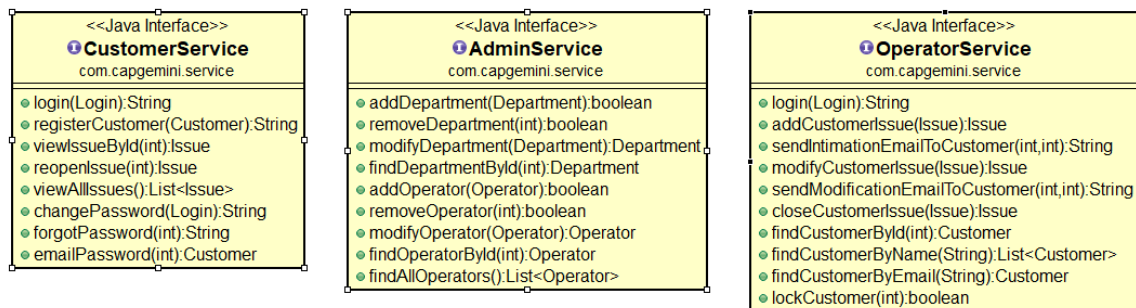 <<Java Interface>>
CustomerService
com.capgemini.service
login(Login):String
registerCustomer(Customer):String
viewIssueById(int):Issue
reopenIssue(int):Issue
viewAllIssues():List<Issue>
changePassword(Login):String
forgotPassword(int):String
emailPassword(int):Customer
<<Java Interface>>
AdminService
com.capgemini.service
addDepartment(Department):boolean
removeDepartment(int):boolean
modifyDepartment(Department):Department
findDepartmentById(int):Department
addOperator(Operator):boolean
removeOperator(int):boolean
modifyOperator(Operator):Operator
findOperatorById(int):Operator
findAllOperators():List<Operator>
<<Java Interface>>
OperatorService
com.capgemini.service
login(Login):String
addCustomerIssue(Issue):Issue
sendIntimationEmailToCustomer(int,int):String
modifyCustomerIssue(Issue):Issue
sendModificationEmailToCustomer(int,int):String
closeCustomerIssue(Issue):Issue
findCustomerById(int):Customer
findCustomerByName(String):List<Customer>
findCustomerByEmail(String):Customer
lockCustomer(int):boolean